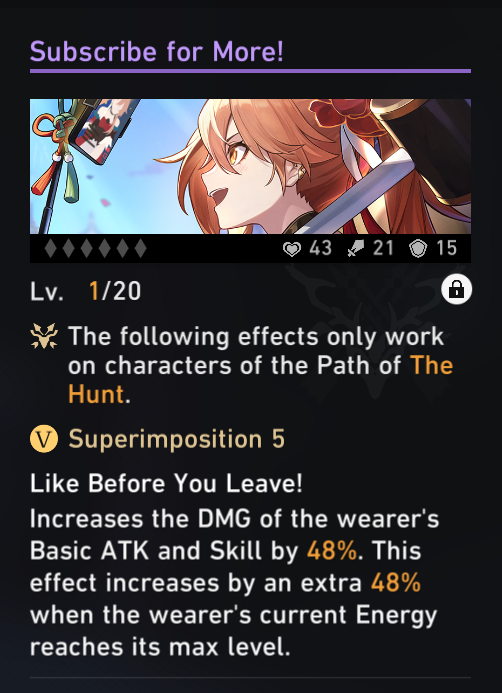 Subscribe for More!
43 21 15
Lv. 1/20
The following effects only work
on characters of the Path of The
Hunt.
V Superimposition 5
Like Before You Leave!
Increases the DMG of the wearer's
Basic ATK and Skill by 48%. This
effect increases by an extra 48%
when the wearer's current Energy
reaches its max level.